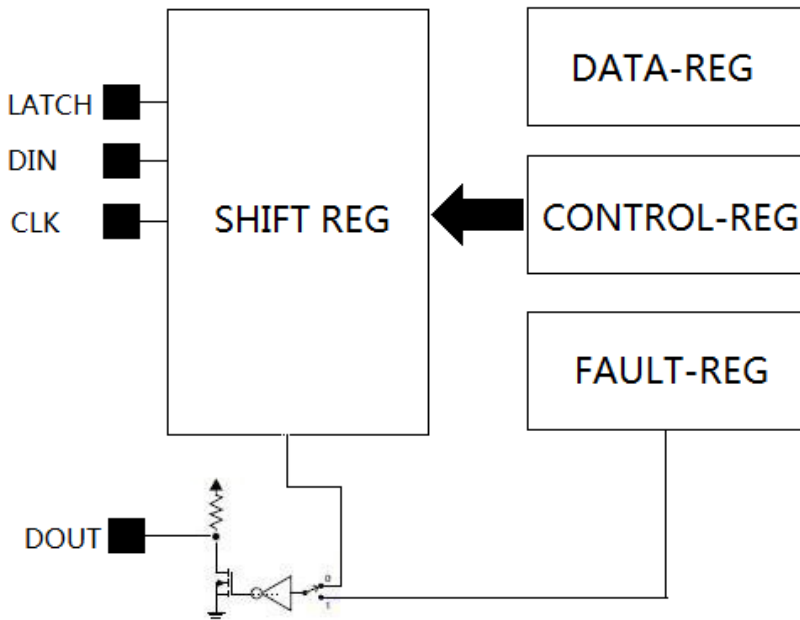 LATCH
DIN
CLK
SHIFT REG
DATA-REG
CONTROL-REG
FAULT-REG
DOUT
0
1